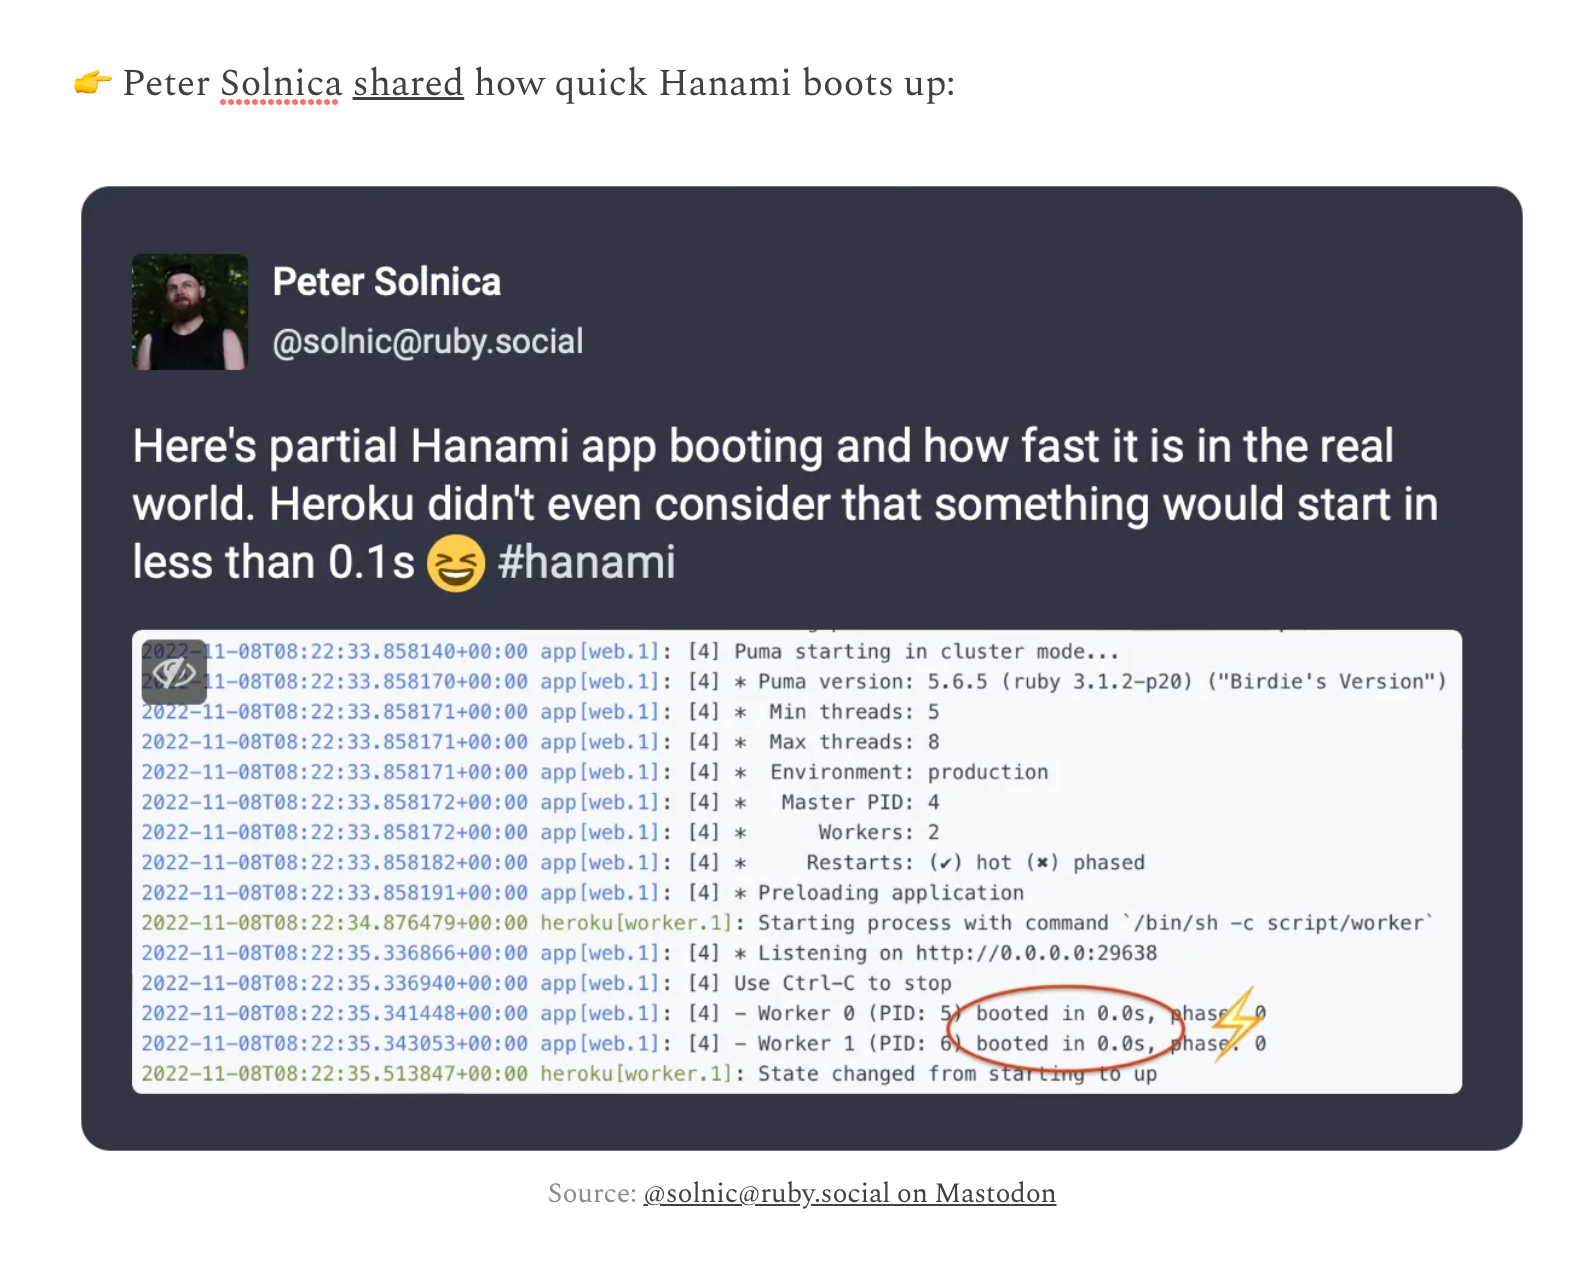 👉 Peter Solnica shared how quick Hanami boots up:
Peter Solnica
@solnic@ruby.social
Here's partial Hanami app booting and how fast it is in the real
world. Heroku didn't even consider that something would start in
less than 0.1s 😆 #hanami
2022-11-08T08:22:33.858140+00:00 app[web.1]: [4] Puma starting in cluster mode...
2022-11-08T08:22:33.858170+00:00 app[web.1]: [4] * Puma version: 5.6.5 (ruby 3.1.2-p20) ("Birdie's Version")
2022-11-08T08:22:33.858171+00:00 app[web.1]: [4] *  Min threads: 5
2022-11-08T08:22:33.858171+00:00 app[web.1]: [4] *  Max threads: 8
2022-11-08T08:22:33.858171+00:00 app[web.1]: [4] *  Environment: production
2022-11-08T08:22:33.858172+00:00 app[web.1]: [4] *   Master PID: 4
2022-11-08T08:22:33.858172+00:00 app[web.1]: [4] *      Workers: 2
2022-11-08T08:22:33.858182+00:00 app[web.1]: [4] *     Restarts: (✔) hot (✖) phased
2022-11-08T08:22:33.858191+00:00 app[web.1]: [4] * Preloading application
2022-11-08T08:22:34.876479+00:00 heroku[worker.1]: Starting process with command `/bin/sh -c script/worker`
2022-11-08T08:22:35.336866+00:00 app[web.1]: [4] * Listening on http://0.0.0.0:29638
2022-11-08T08:22:35.336940+00:00 app[web.1]: [4] Use Ctrl-C to stop
2022-11-08T08:22:35.341448+00:00 app[web.1]: [4] - Worker 0 (PID: 5) booted in 0.0s, phase: 0
2022-11-08T08:22:35.343053+00:00 app[web.1]: [4] - Worker 1 (PID: 6) booted in 0.0s, phase: 0
2022-11-08T08:22:35.513847+00:00 heroku[worker.1]: State changed from starting to up
Source: @solnic@ruby.social on Mastodon